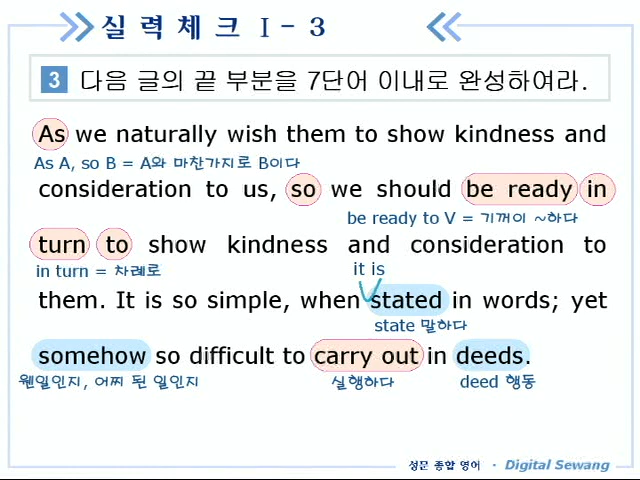 실 력 체 크 Ⅰ - 3
3 다음 글의 끝 부분을 7단어 이내로 완성하여라.
As we naturally wish them to show kindness and
As A, so B = A와 마찬가지로 B이다
consideration to us, so we should be ready in
be ready to V = 기꺼이 ~하다
turn to show kindness and consideration to
in turn = 차례로
it is
them. It is so simple, when stated in words; yet
state 말하다
somehow so difficult to carry out in deeds.
웬일인지, 어찌 된 일인지 실행하다 deed 행동
성문 종합 영어 · Digital Sewang